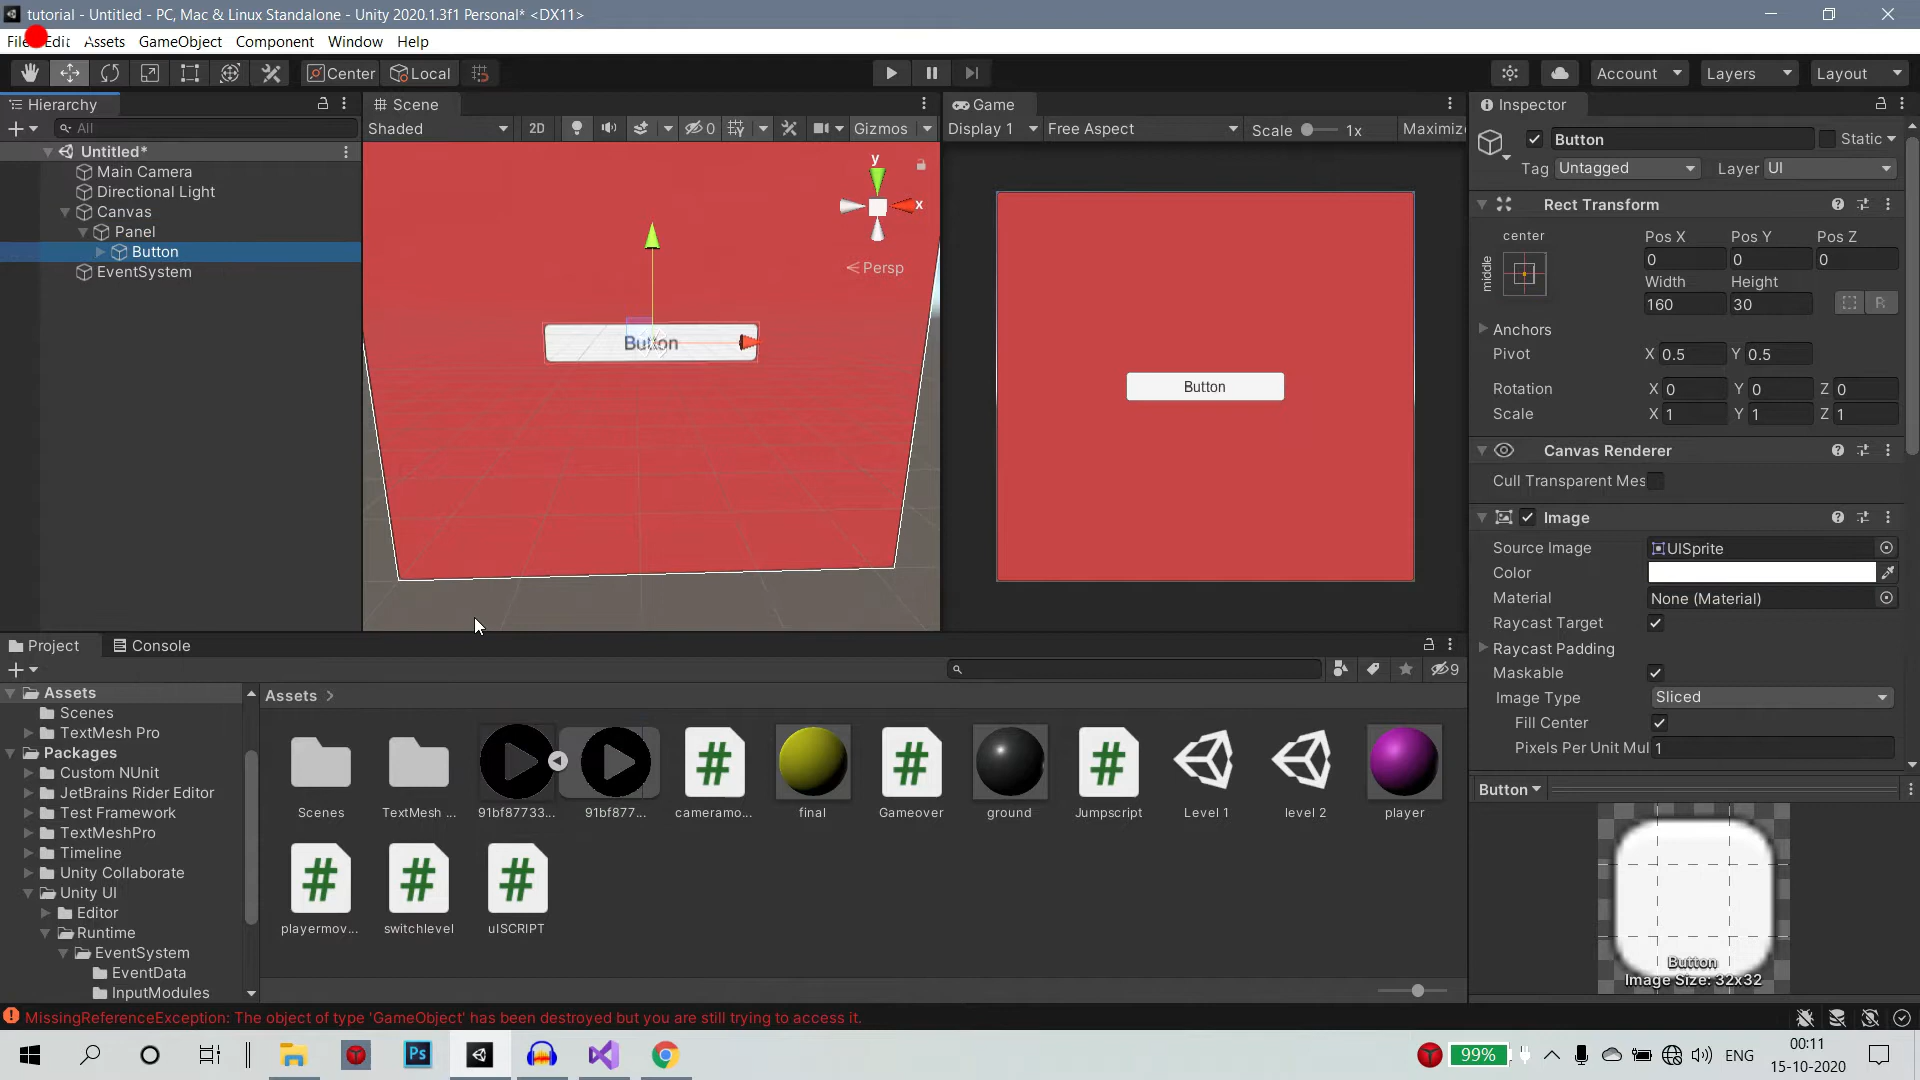 tutorial - Untitled - PC, Mac & Linux Standalone - Unity 2020.1.3f1 Personal* <DX11>
Edit Assets GameObject Component Window Help
Center Local Account Layers Layout
Hierarchy
All
Untitled*
Main Camera
Directional Light
Canvas
Panel
Button
EventSystem
Scene
Shaded 2D 0 Gizmos
y
x
Persp
Button
Game
Display 1 Free Aspect Scale 1x Maximize
Button
Inspector
Button Static
Tag Untagged Layer UI
Rect Transform
center
middle
Pos X Pos Y Pos Z
0 0 0
Width Height
160 30 R
Anchors
Pivot X 0.5 Y 0.5
Rotation X 0 Y 0 Z 0
Scale X 1 Y 1 Z 1
Canvas Renderer
Cull Transparent Mes
Image
Source Image UISprite
Color
Material None (Material)
Raycast Target
Raycast Padding
Maskable
Image Type Sliced
Fill Center
Pixels Per Unit Mul 1
Button
Button
Image Size: 32x32
Project Console
9
Assets
Scenes
TextMesh Pro
Packages
Custom NUnit
JetBrains Rider Editor
Test Framework
TextMeshPro
Timeline
Unity Collaborate
Unity UI
Editor
Runtime
EventSystem
EventData
InputModules
Assets >
Scenes TextMesh ... 91bf87733... 91bf877... cameramo... final Gameover ground Jumpscript Level 1 level 2 player
playermov... switchlevel uISCRIPT
MissingReferenceException: The object of type 'GameObject' has been destroyed but you are still trying to access it.
Ps 99% ENG 00:11
15-10-2020